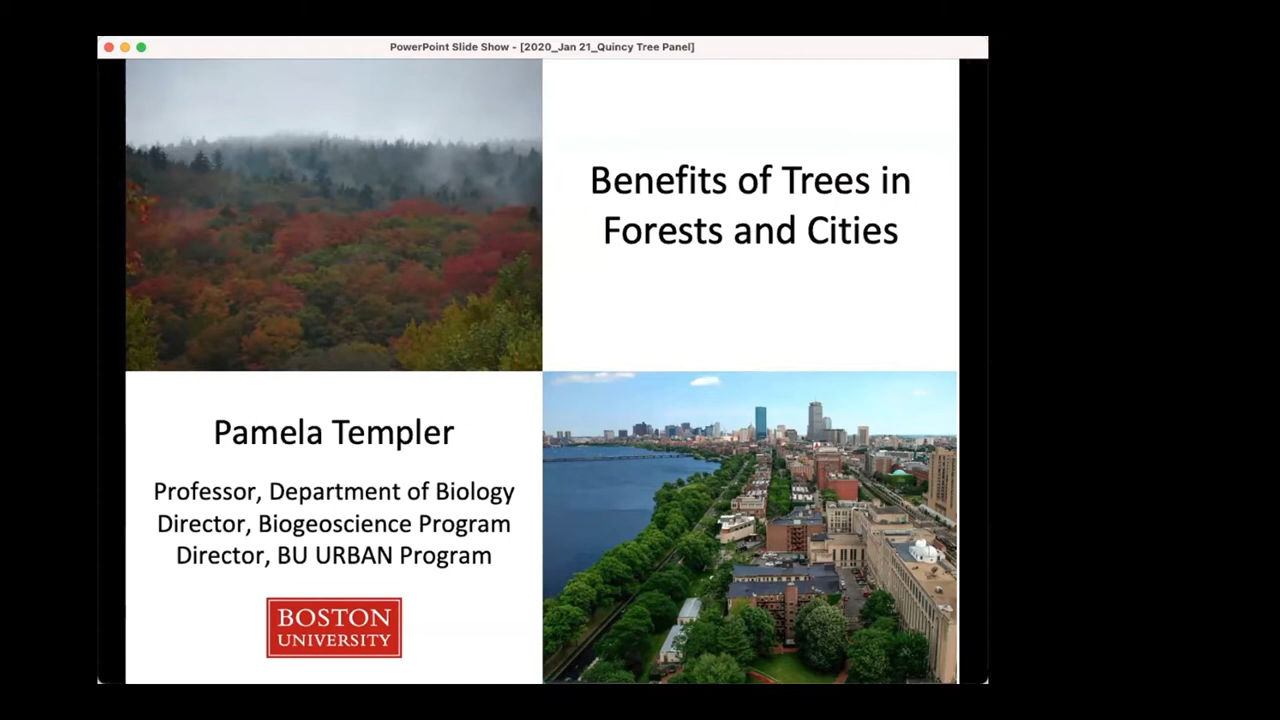 PowerPoint Slide Show - [2020_Jan 21_Quincy Tree Panel]
Benefits of Trees in
Forests and Cities
Pamela Templer
Professor, Department of Biology
Director, Biogeoscience Program
Director, BU URBAN Program
BOSTON
UNIVERSITY